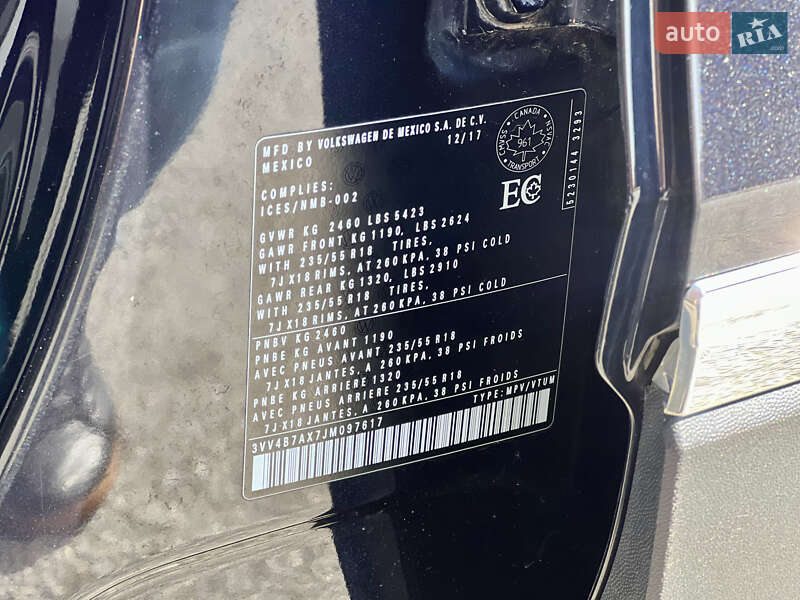 auto RIA
.com
MFD BY VOLKSWAGEN DE MEXICO S.A. DE C.V.
MEXICO 12/17
COMPLIES:
ICES/NMB-002
GVWR KG 2460 LBS 5423
GAWR FRONT KG 1190, LBS 2624
WITH 235/55 R18 TIRES,
7J X18 RIMS, AT 260 KPA, 38 PSI COLD
GAWR REAR KG 1320, LBS 2910
WITH 235/55 R18 TIRES,
7J X18 RIMS, AT 260 KPA, 38 PSI COLD
PNBV KG 2460
PNBE KG AVANT 1190
AVEC PNEUS AVANT 235/55 R18
7J X18 JANTES, A 260 KPA, 38 PSI FROIDS
PNBE KG ARRIERE 1320
AVEC PNEUS ARRIERE 235/55 R18
7J X18 JANTES, A 260 KPA, 38 PSI FROIDS
3VV4B7AX7JM097617 TYPE: MPV/VTUM
CANADA
CMVSS 961 NSVAC
TRANSPORT
EC
5230141 3293